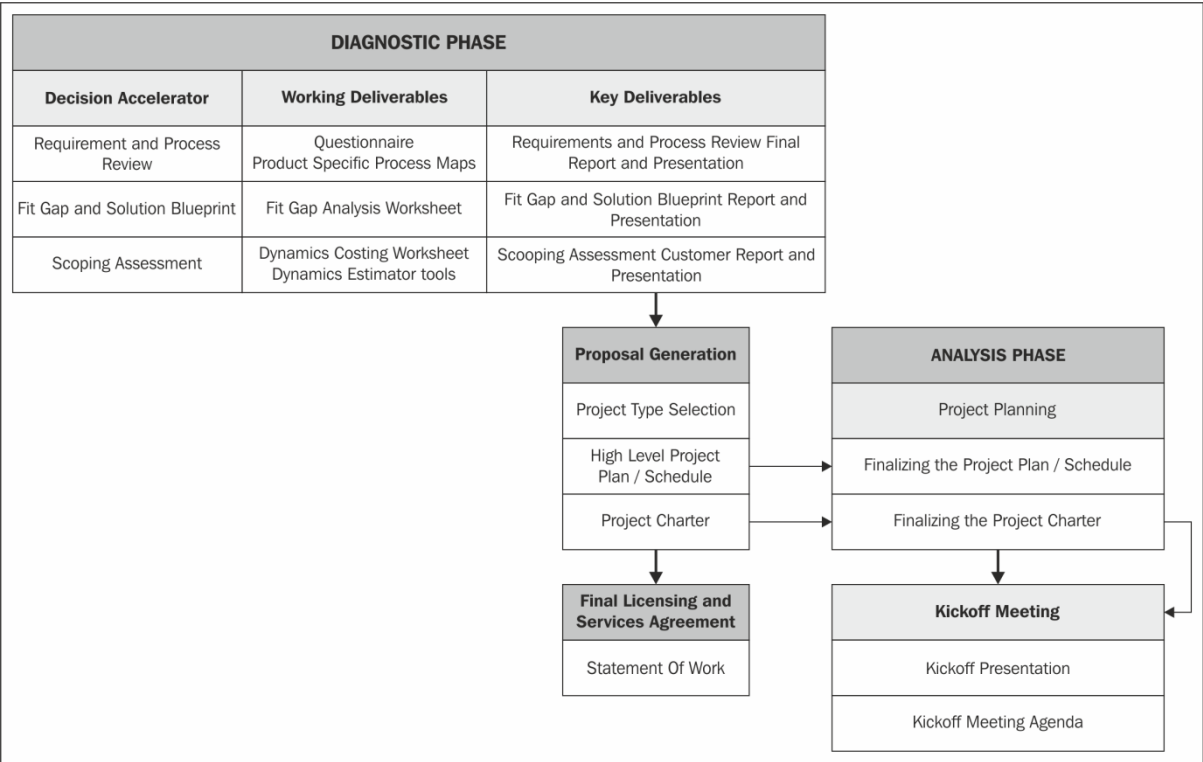 DIAGNOSTIC PHASE
Decision Accelerator
Working Deliverables
Key Deliverables
Requirement and Process
Review
Questionnaire
Product Specific Process Maps
Requirements and Process Review Final
Report and Presentation
Fit Gap and Solution Blueprint
Fit Gap Analysis Worksheet
Fit Gap and Solution Blueprint Report and
Presentation
Scoping Assessment
Dynamics Costing Worksheet
Dynamics Estimator tools
Scooping Assessment Customer Report and
Presentation
Proposal Generation
Project Type Selection
High Level Project
Plan / Schedule
Project Charter
ANALYSIS PHASE
Project Planning
Finalizing the Project Plan / Schedule
Finalizing the Project Charter
Final Licensing and
Services Agreement
Statement Of Work
Kickoff Meeting
Kickoff Presentation
Kickoff Meeting Agenda